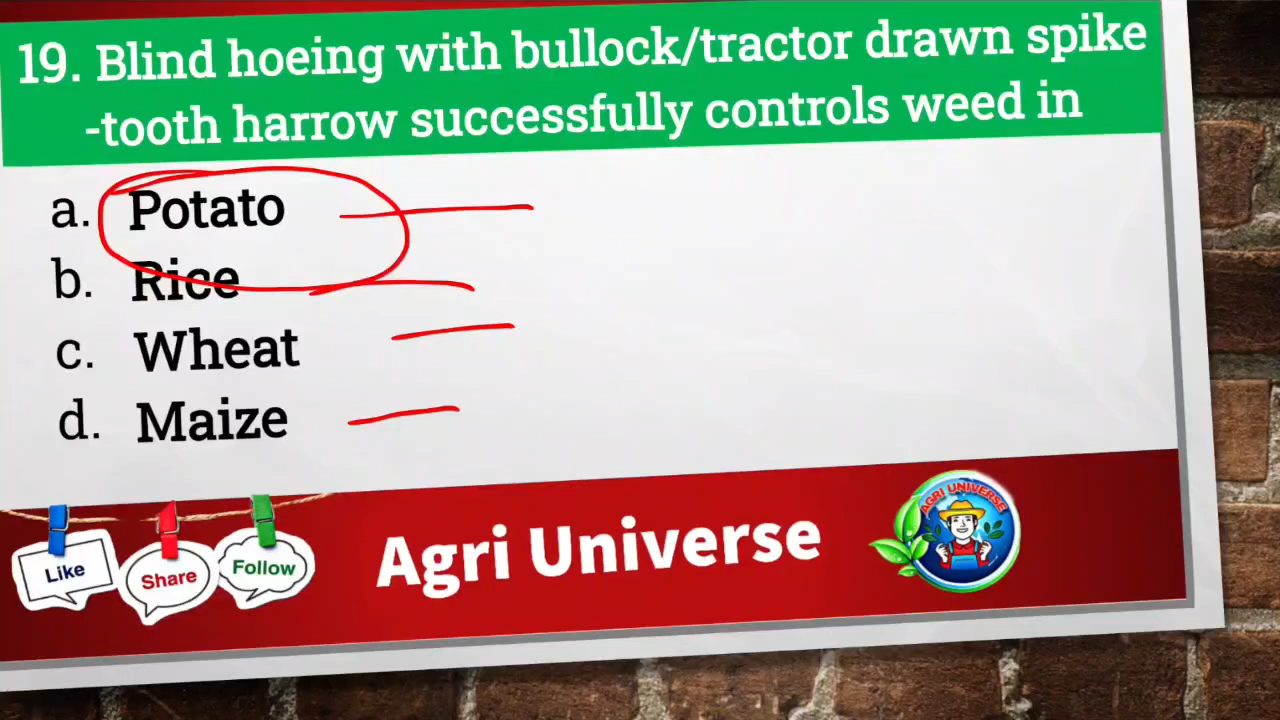 19. Blind hoeing with bullock/tractor drawn spike
-tooth harrow successfully controls weed in
a. Potato
b. Rice
c. Wheat
d. Maize
Like
Share
Follow
Agri Universe
AGRI UNIVERSE